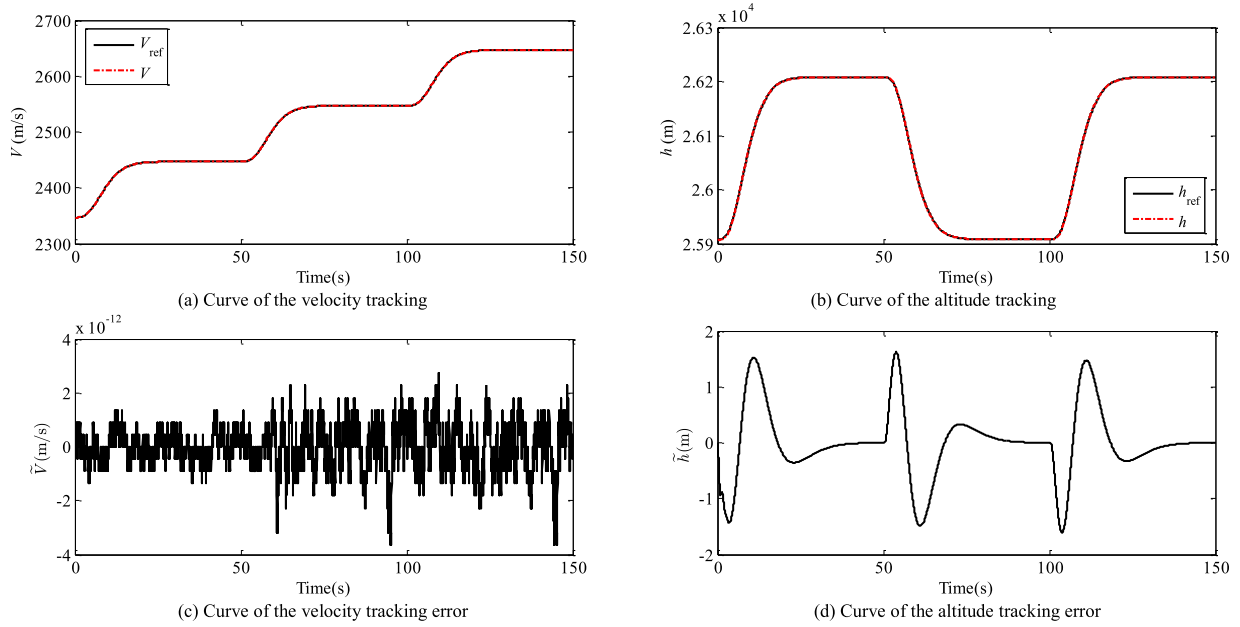 2700
2600
2500
2400
2300
V (m/s)
V_ref
V
0 50 100 150
Time(s)
(a) Curve of the velocity tracking
x 10^4
2.63
2.62
2.61
2.6
2.59
h (m)
h_ref
h
0 50 100 150
Time(s)
(b) Curve of the altitude tracking
x 10^-12
4
2
0
-2
-4
Ṽ (m/s)
0 50 100 150
Time(s)
(c) Curve of the velocity tracking error
2
1
0
-1
-2
h̃ (m)
0 50 100 150
Time(s)
(d) Curve of the altitude tracking error